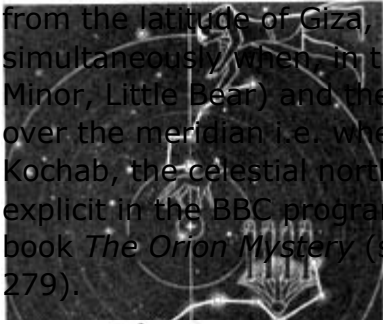 from the latitude of Giza,
simultaneously when, in t
Minor, Little Bear) and the
over the meridian i.e. whe
Kochab, the celestial north
explicit in the BBC progra
book The Orion Mystery (
279).